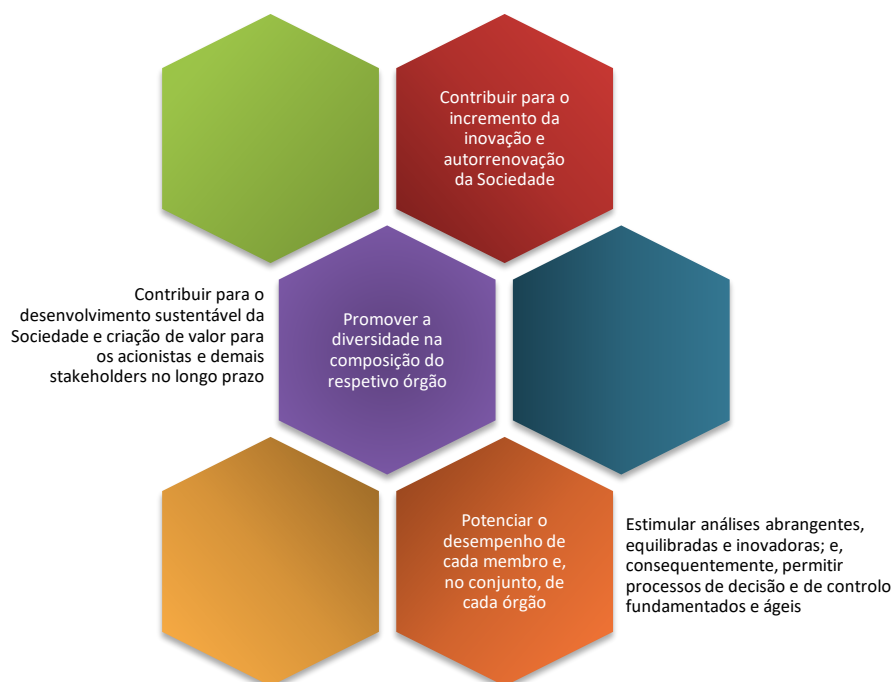 Contribuir para o
incremento da
inovação e
autorrenovação
da Sociedade
Contribuir para o
desenvolvimento sustentável da
Sociedade e criação de valor para
os acionistas e demais
stakeholders no longo prazo
Promover a
diversidade na
composição do
respetivo órgão
Potenciar o
desempenho de
cada membro e,
no conjunto, de
cada órgão
Estimular análises abrangentes,
equilibradas e inovadoras; e,
consequentemente, permitir
processos de decisão e de controlo
fundamentados e ágeis